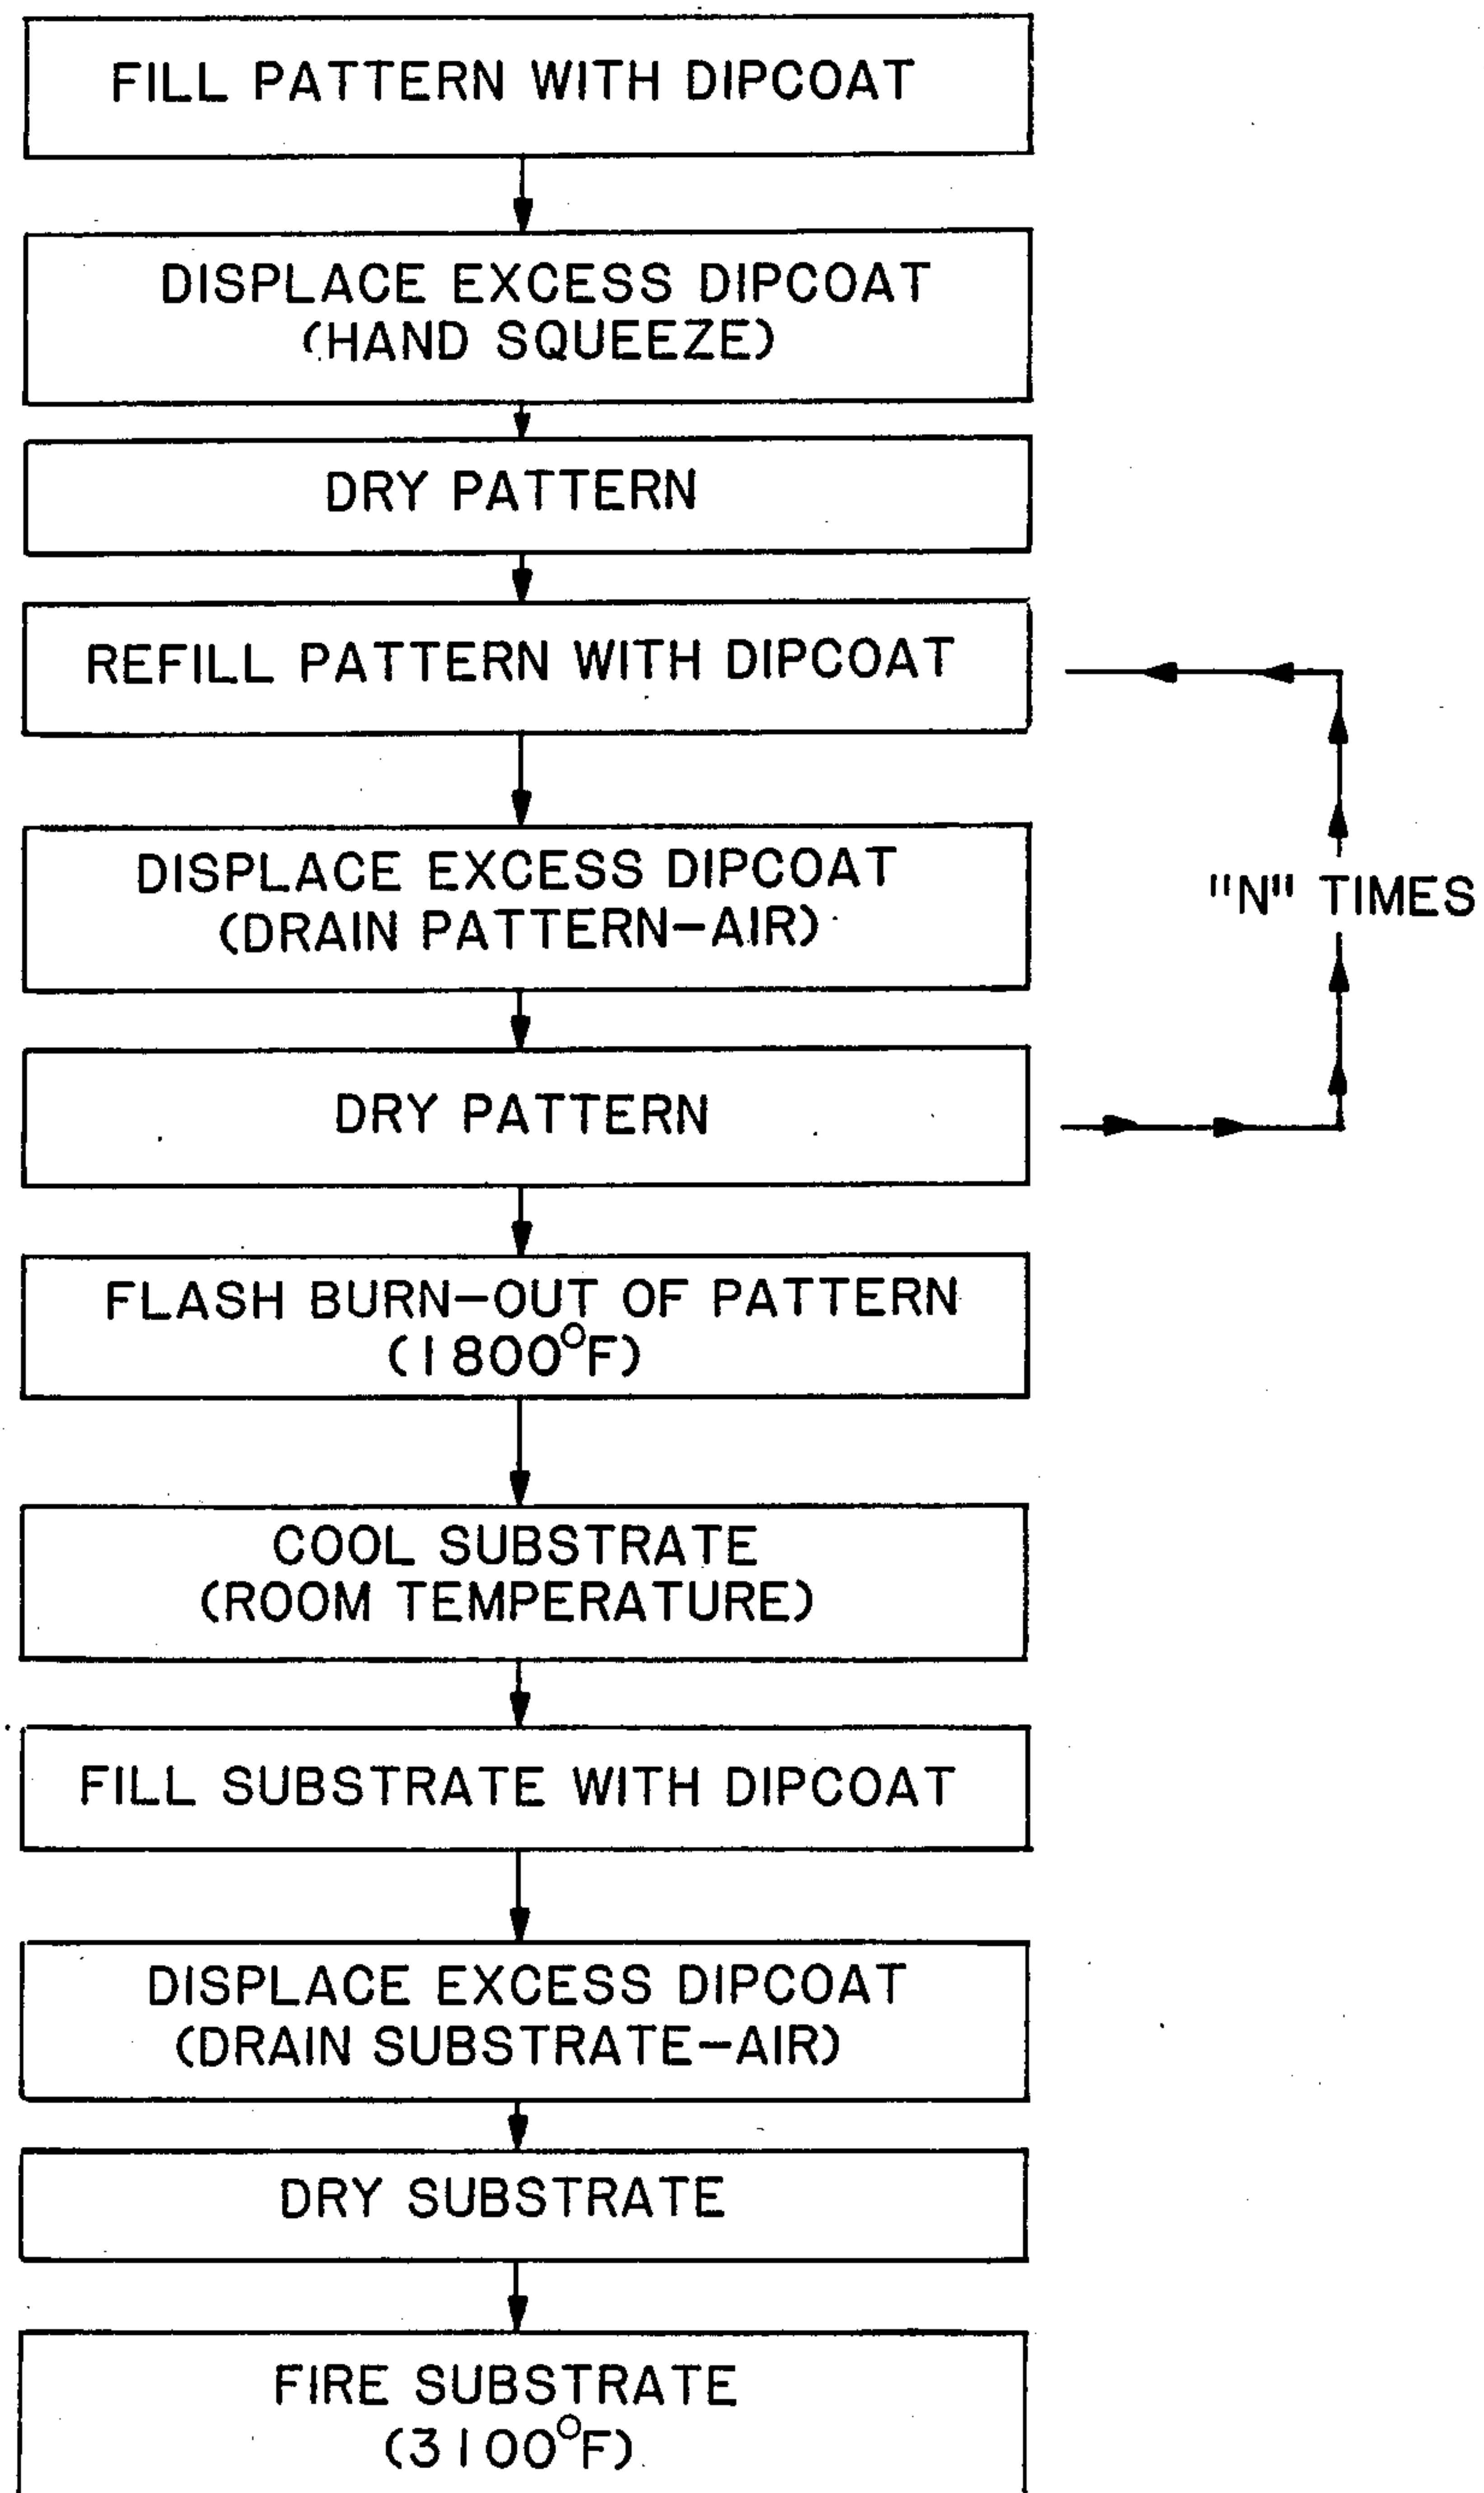 FILL PATTERN WITH DIPCOAT
DISPLACE EXCESS DIPCOAT
(HAND SQUEEZE)
DRY PATTERN
REFILL PATTERN WITH DIPCOAT
DISPLACE EXCESS DIPCOAT
(DRAIN PATTERN-AIR)
"N" TIMES
DRY PATTERN
FLASH BURN-OUT OF PATTERN
(1800°F)
COOL SUBSTRATE
(ROOM TEMPERATURE)
FILL SUBSTRATE WITH DIPCOAT
DISPLACE EXCESS DIPCOAT
(DRAIN SUBSTRATE-AIR)
DRY SUBSTRATE
FIRE SUBSTRATE
(3100°F)